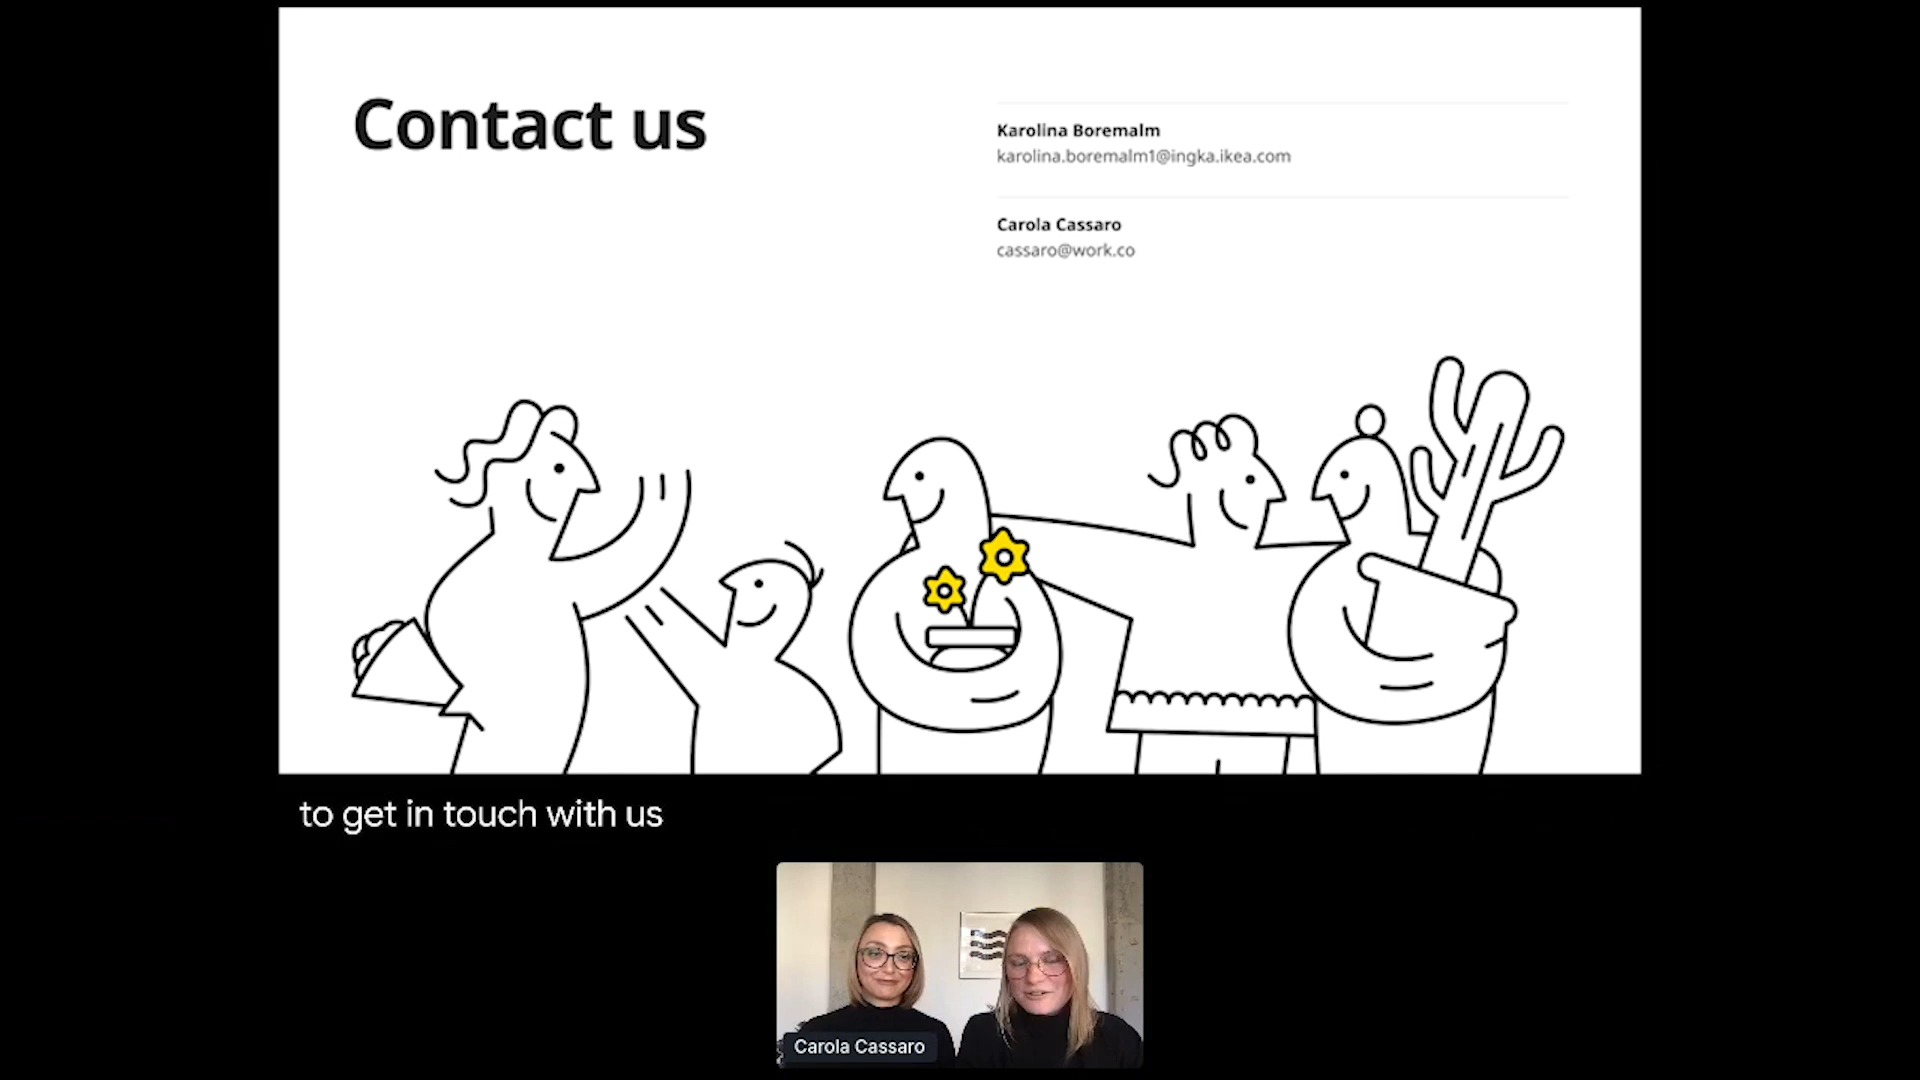 Contact us
Karolina Boremalm
karolina.boremalm1@ingka.ikea.com
Carola Cassaro
cassaro@work.co
to get in touch with us
Carola Cassaro